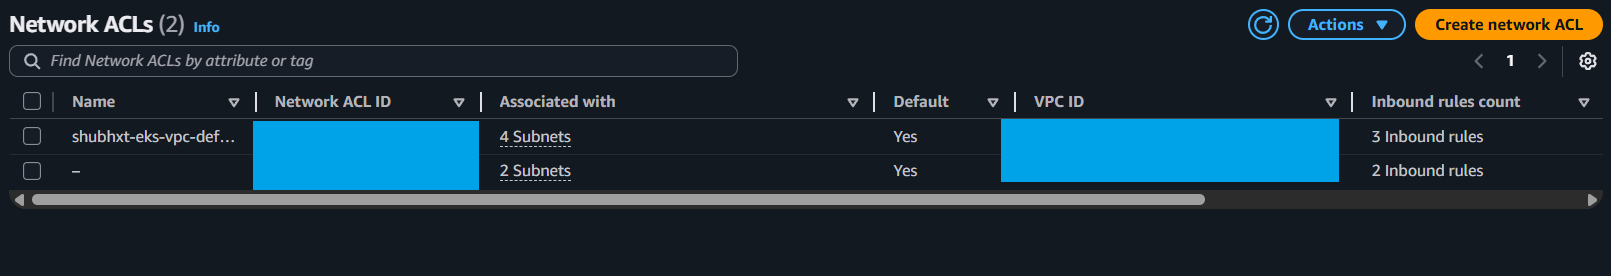 Network ACLs (2) Info
Actions
Create network ACL
Find Network ACLs by attribute or tag
1
Name Network ACL ID Associated with Default VPC ID Inbound rules count
shubhxt-eks-vpc-def... 4 Subnets Yes 3 Inbound rules
– 2 Subnets Yes 2 Inbound rules